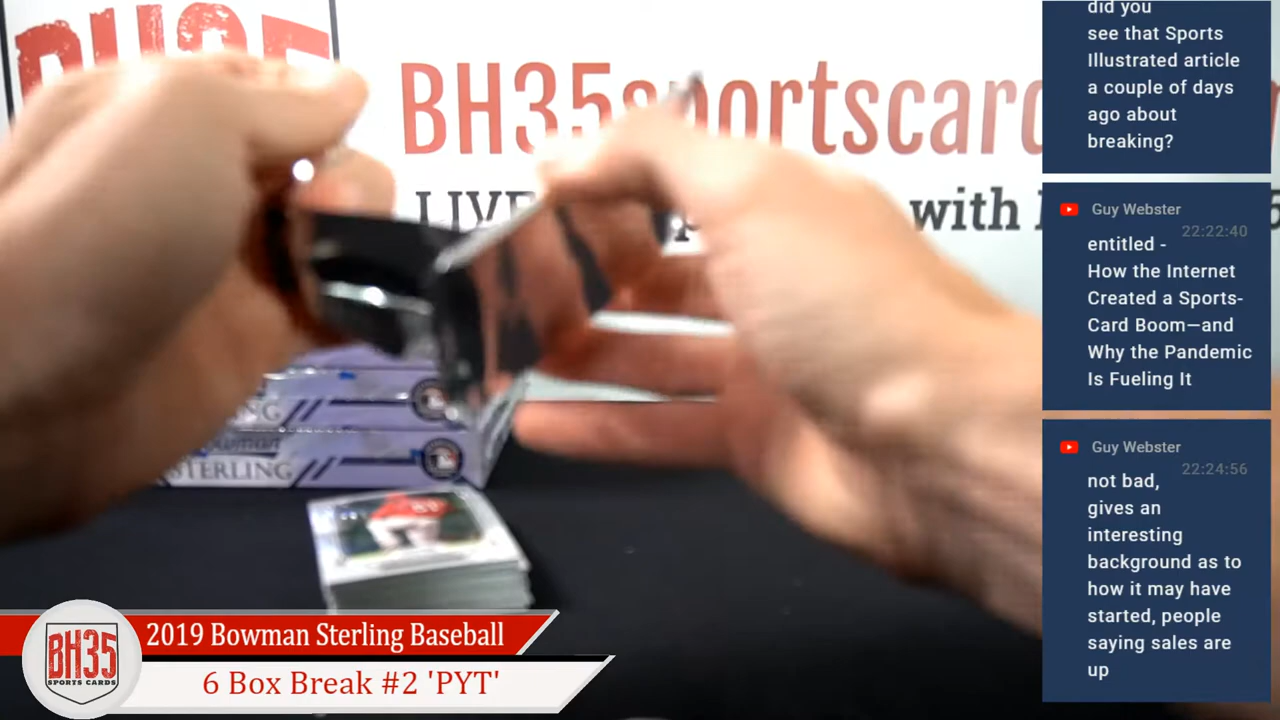 BH35
BH35sportscard
LIVE
with
STERLING
did you
see that Sports
Illustrated article
a couple of days
ago about
breaking?
Guy Webster
22:22:40
entitled -
How the Internet
Created a Sports-
Card Boom—and
Why the Pandemic
Is Fueling It
Guy Webster
22:24:56
not bad,
gives an
interesting
background as to
how it may have
started, people
saying sales are
up
BH35
SPORTS CARDS
2019 Bowman Sterling Baseball
6 Box Break #2 'PYT'